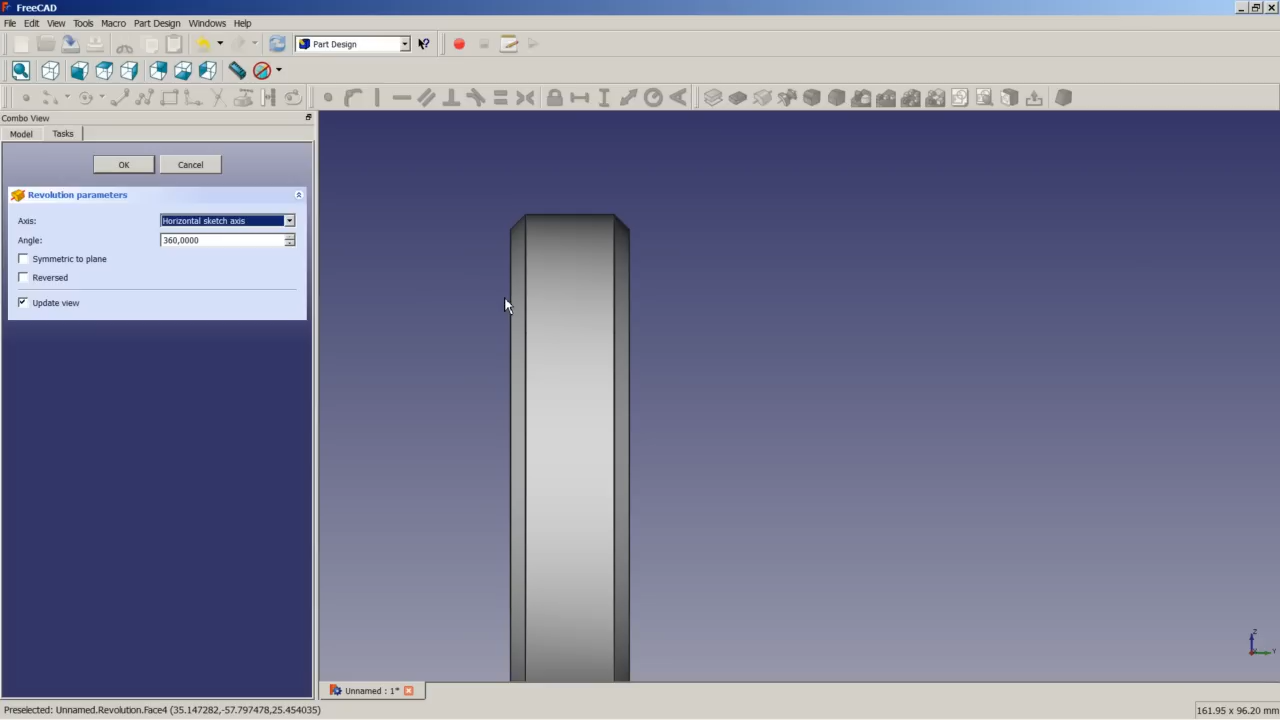 FreeCAD
File Edit View Tools Macro Part Design Windows Help
Part Design
Combo View
Model Tasks
OK Cancel
Revolution parameters
Axis: Horizontal sketch axis
Angle: 360,0000
Symmetric to plane
Reversed
Update view
Z
Y
Unnamed : 1*
Preselected: Unnamed.Revolution.Face4 (35.147282,-57.797478,25.454035)
161.95 x 96.20 mm